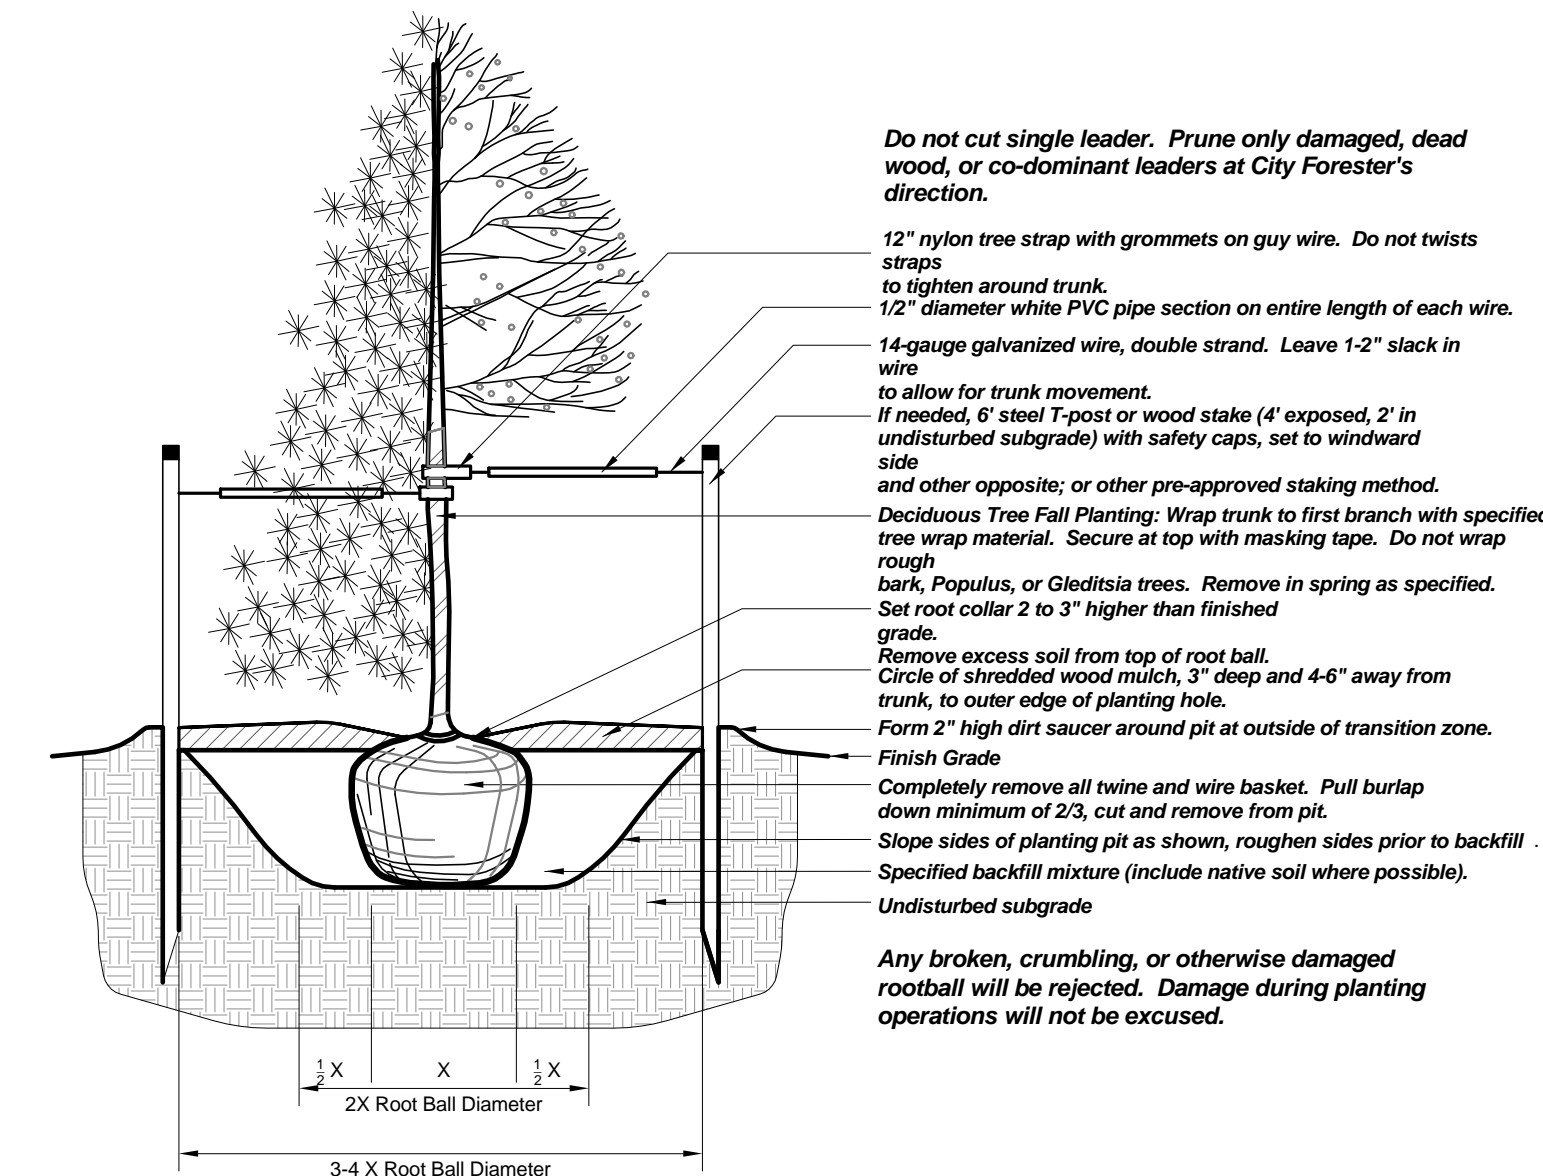 Do not cut single leader.  Prune only damaged, dead
wood, or co-dominant leaders at City Forester's
direction.
12" nylon tree strap with grommets on guy wire.  Do not twists
straps
to tighten around trunk.
1/2" diameter white PVC pipe section on entire length of each wire.
14-gauge galvanized wire, double strand.  Leave 1-2" slack in
wire
to allow for trunk movement.
If needed, 6' steel T-post or wood stake (4' exposed, 2' in
undisturbed subgrade) with safety caps, set to windward
side
and other opposite; or other pre-approved staking method.
Deciduous Tree Fall Planting: Wrap trunk to first branch with specified
tree wrap material.  Secure at top with masking tape.  Do not wrap
rough
bark, Populus, or Gleditsia trees.  Remove in spring as specified.
Set root collar 2 to 3" higher than finished
grade.
Remove excess soil from top of root ball.
Circle of shredded wood mulch, 3" deep and 4-6" away from
trunk, to outer edge of planting hole.
Form 2" high dirt saucer around pit at outside of transition zone.
Finish Grade
Completely remove all twine and wire basket.  Pull burlap
down minimum of 2/3, cut and remove from pit.
Slope sides of planting pit as shown, roughen sides prior to backfill .
Specified backfill mixture (include native soil where possible).
Undisturbed subgrade
Any broken, crumbling, or otherwise damaged
rootball will be rejected.  Damage during planting
operations will not be excused.
1/2 X X 1/2 X
2X Root Ball Diameter
3-4 X Root Ball Diameter